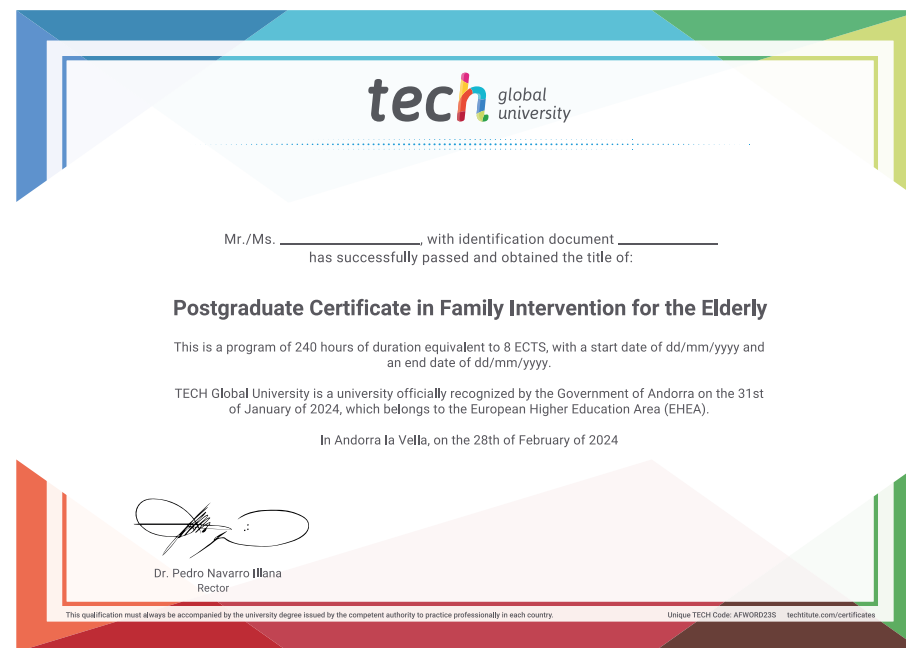 tech global
university
Mr./Ms. ____________, with identification document ____________
has successfully passed and obtained the title of:
Postgraduate Certificate in Family Intervention for the Elderly
This is a program of 240 hours of duration equivalent to 8 ECTS, with a start date of dd/mm/yyyy and
an end date of dd/mm/yyyy.
TECH Global University is a university officially recognized by the Government of Andorra on the 31st
of January of 2024, which belongs to the European Higher Education Area (EHEA).
In Andorra la Vella, on the 28th of February of 2024
Dr. Pedro Navarro Illana
Rector
This qualification must always be accompanied by the university degree issued by the competent authority to practice professionally in each country.
Unique TECH Code: AFWORD23S techtitute.com/certificates